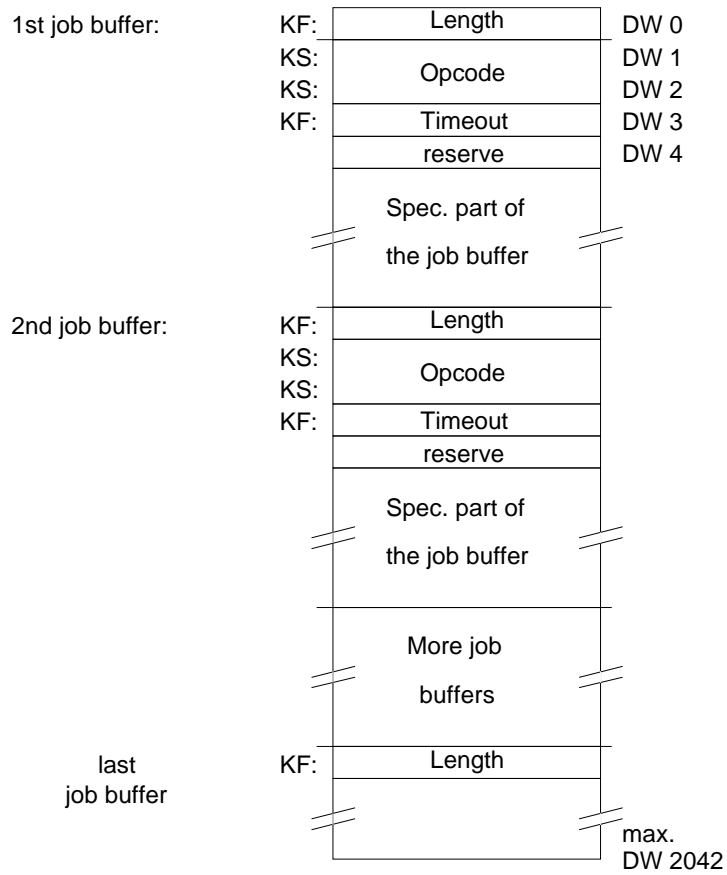 1st job buffer: KF: Length DW 0
KS: DW 1
Opcode
KS: DW 2
KF: Timeout DW 3
reserve DW 4
Spec. part of
the job buffer
2nd job buffer: KF: Length
KS:
Opcode
KS:
KF: Timeout
reserve
Spec. part of
the job buffer
More job
buffers
last KF: Length
job buffer
max.
DW 2042